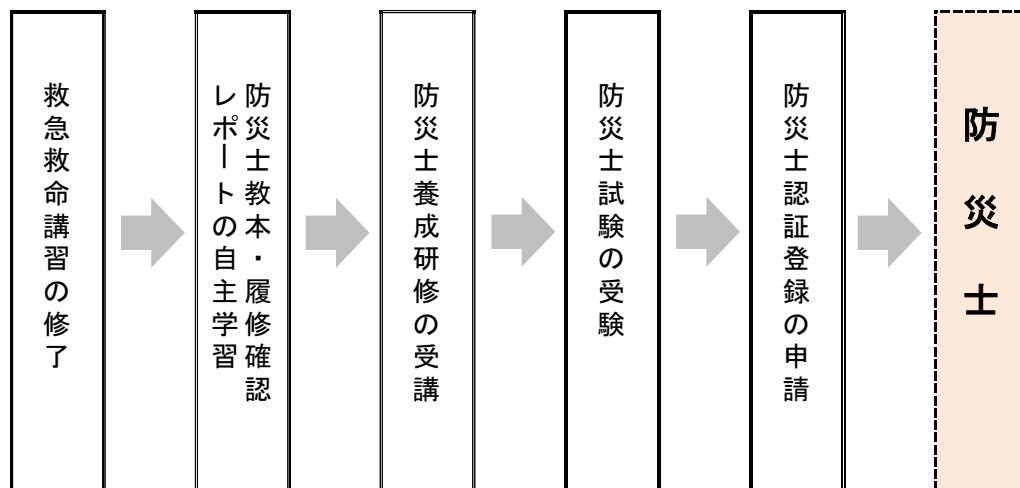 救急救命講習の修了
防災士教本・履修確認
レポートの自主学習
防災士養成研修の受講
防災士試験の受験
防災士認証登録の申請
防災士